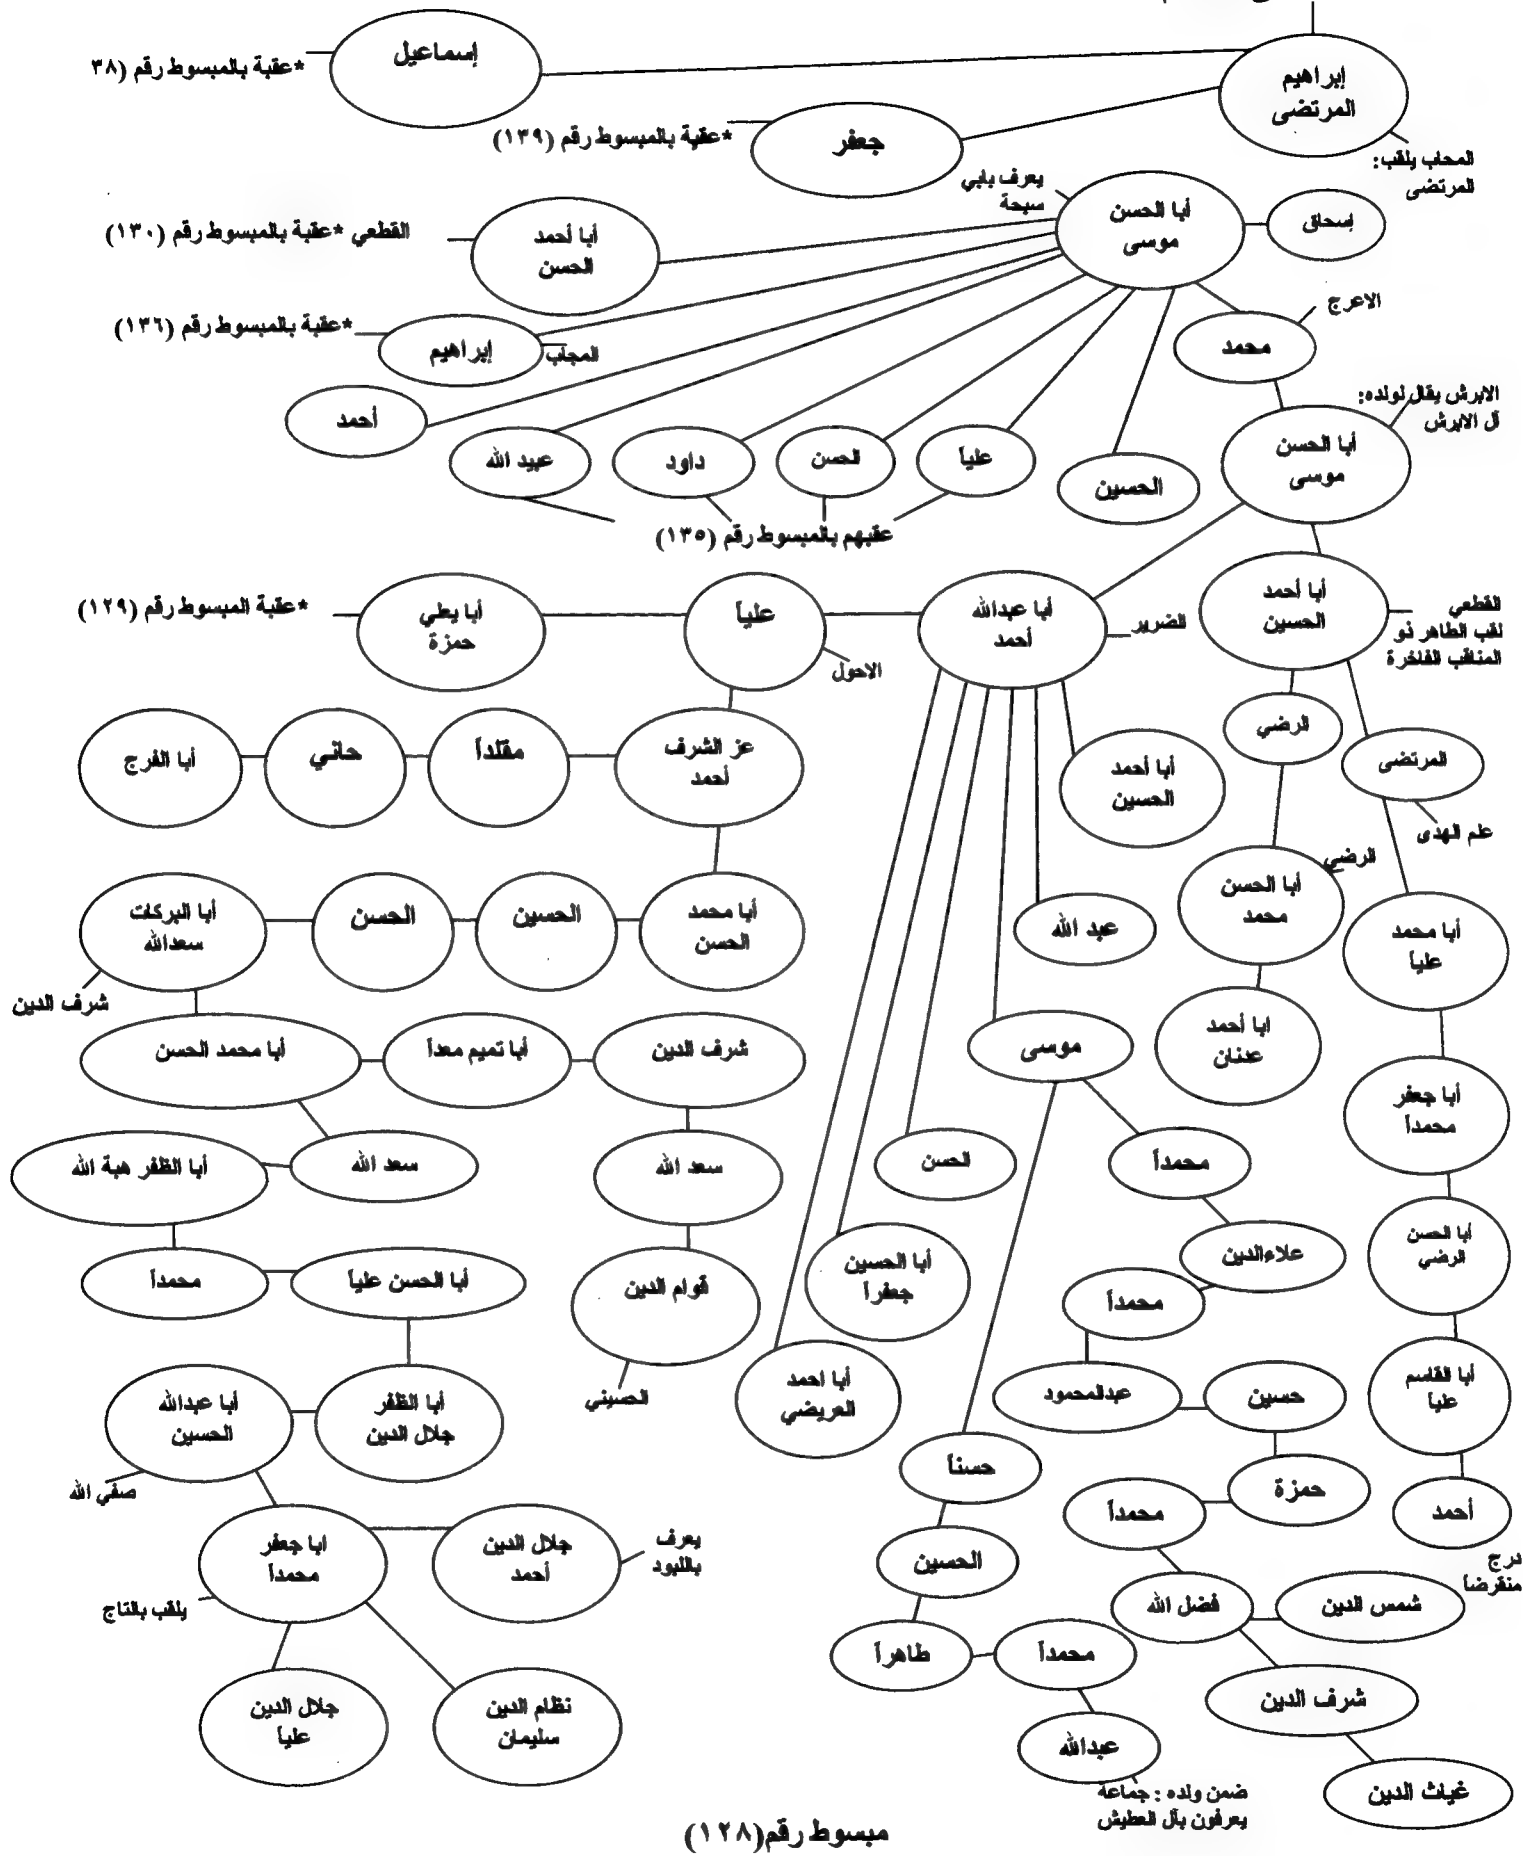 إسماعيل
*عقبة بالمبسوط رقم (٣٨
إبراهيم
المرتضى
المحاب يلقب:
المرتضى
جعفر
*عقبة بالمبسوط رقم (١٣٩)
يعرف بابي
سبحة
أبا الحسن
موسى
إسحاق
أبا أحمد
الحسن
القطعي *عقبة بالمبسوط رقم (١٣٠)
الاعرج
محمد
إبراهيم
المجاب
*عقبة بالمبسوط رقم (١٣٦)
أحمد
عبيد الله
داود
الحسن
علياً
الحسين
عقبهم بالمبسوط رقم (١٣٥)
الابرش يقال لولده:
آل الابرش
أبا الحسن
موسى
أبا أحمد
الحسين
القطعي
لقب الطاهر ذو
المناقب الفاخرة
أبا عبدالله
أحمد
الضرير
علياً
الاحول
أبا يعلي
حمزة
*عقبة المبسوط رقم (١٢٩)
الرضي
المرتضى
علم الهدى
عز الشرف
أحمد
مقلداً
حاني
أبا الفرج
أبا أحمد
الحسين
الرضي
أبا الحسن
محمد
أبا محمد
علياً
عبد الله
أبا محمد
الحسن
الحسين
الحسن
أبا البركات
سعدالله
شرف الدين
ابا أحمد
عدنان
موسى
شرف الدين
أبا تميم معداً
أبا محمد الحسن
أبا جعفر
محمداً
محمداً
الحسن
سعد الله
سعد الله
أبا الظفر هبة الله
أبا الحسن
الرضي
علاءالدين
أبا الحسين
جعفراً
قوام الدين
أبا الحسن علياً
محمداً
محمداً
أبا القاسم
علياً
حسين
عبدالمحمود
أبا احمد
العريضي
الحسيني
أبا الظفر
جلال الدين
أبا عبدالله
الحسين
صفي الله
حسناً
حمزة
محمداً
أحمد
درج
منقرضاً
ابا جعفر
محمداً
يلقب بالتاج
جلال الدين
أحمد
يعرف
باللبود
الحسين
فضل الله
شمس الدين
طاهراً
محمداً
شرف الدين
جلال الدين
علياً
نظام الدين
سليمان
عبدالله
ضمن ولده : جماعة
يعرفون بآل العطيش
غياث الدين
مبسوط رقم(١٢٨)